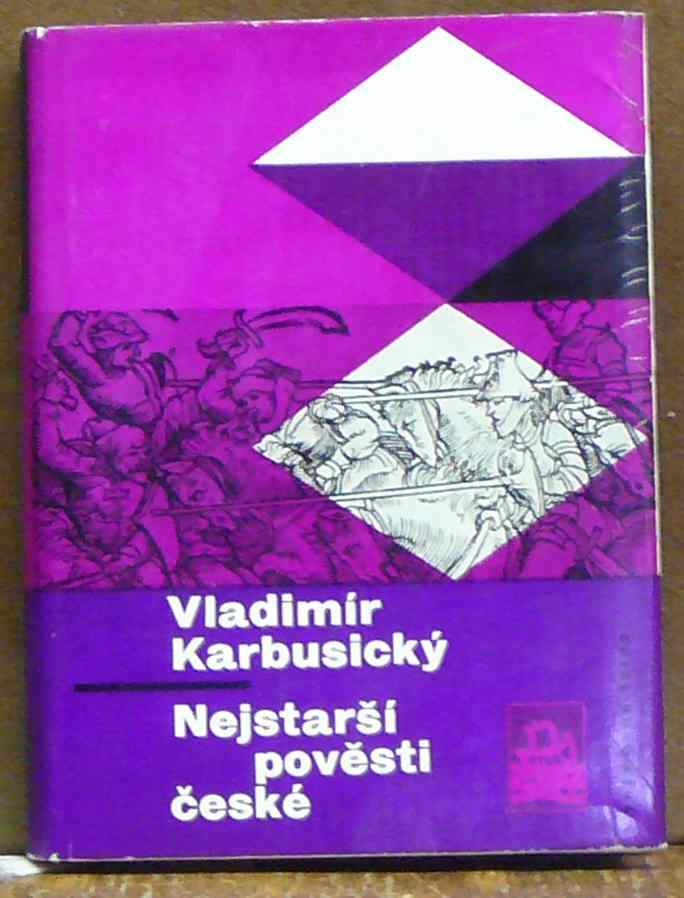 Vladimír
Karbusický
Nejstarší
pověsti
české